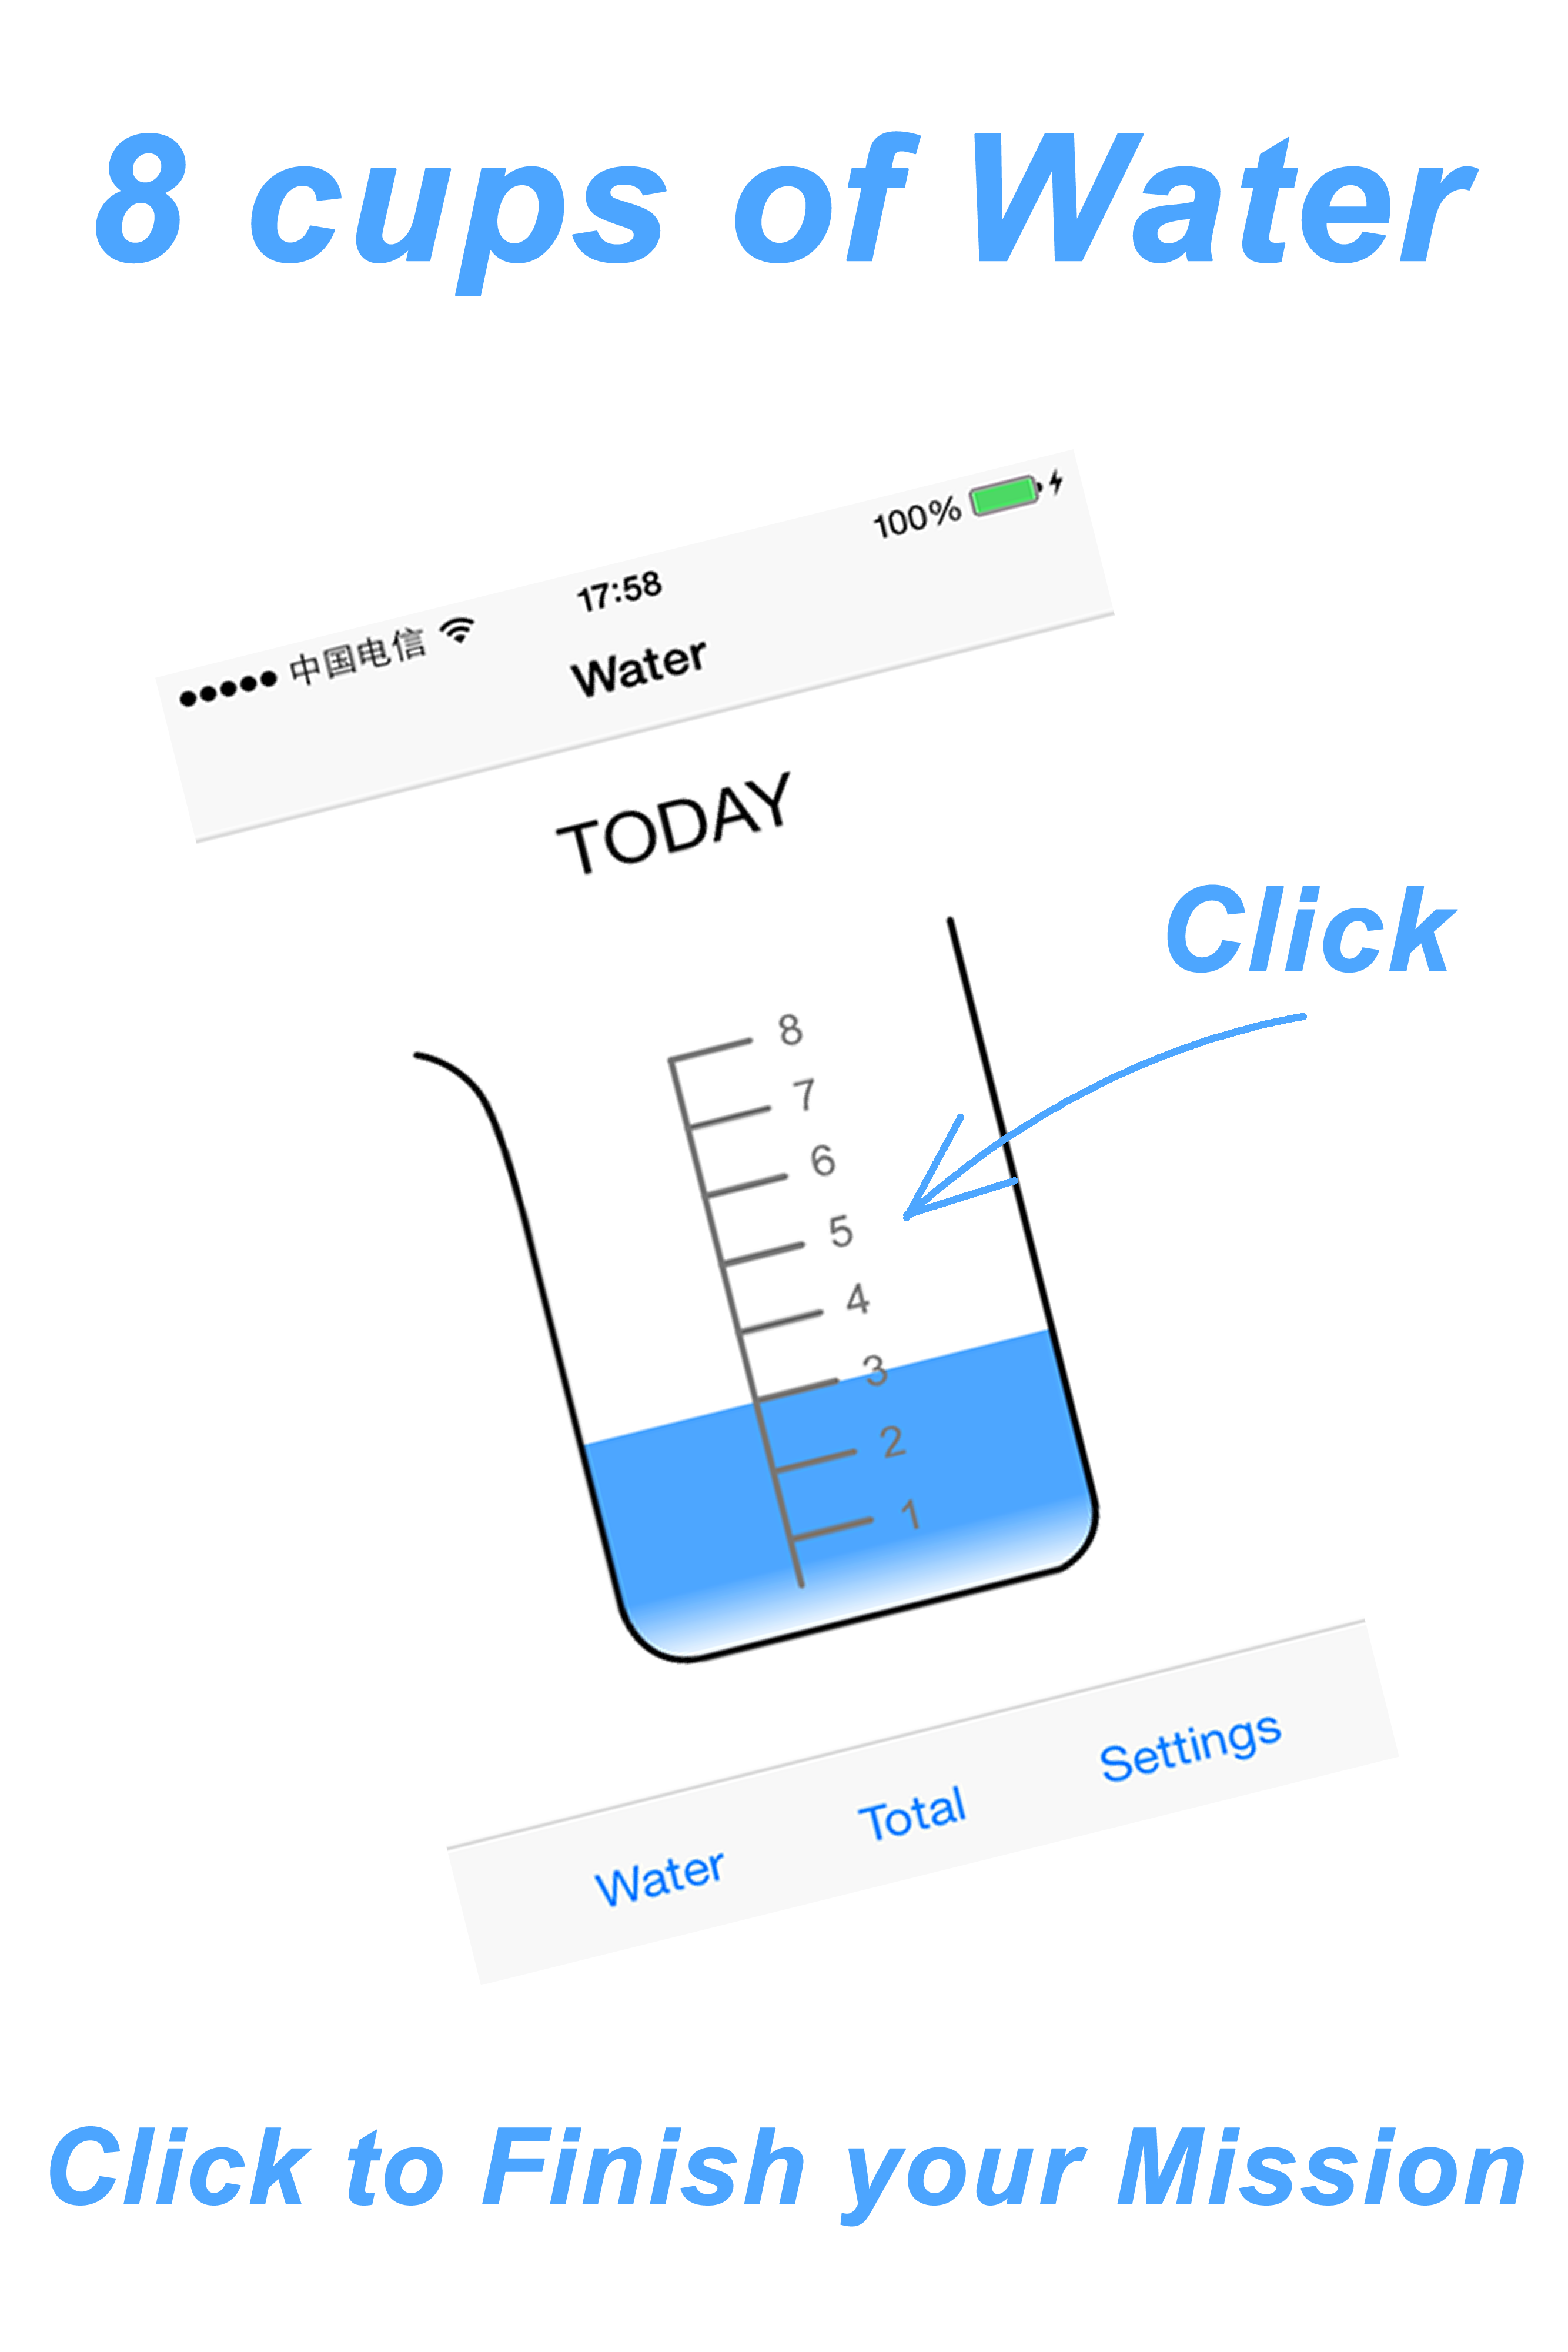 8 cups of Water
中国电信 17:58 100%
Water
TODAY
Click
8
7
6
5
4
3
2
1
Water Total Settings
Click to Finish your Mission